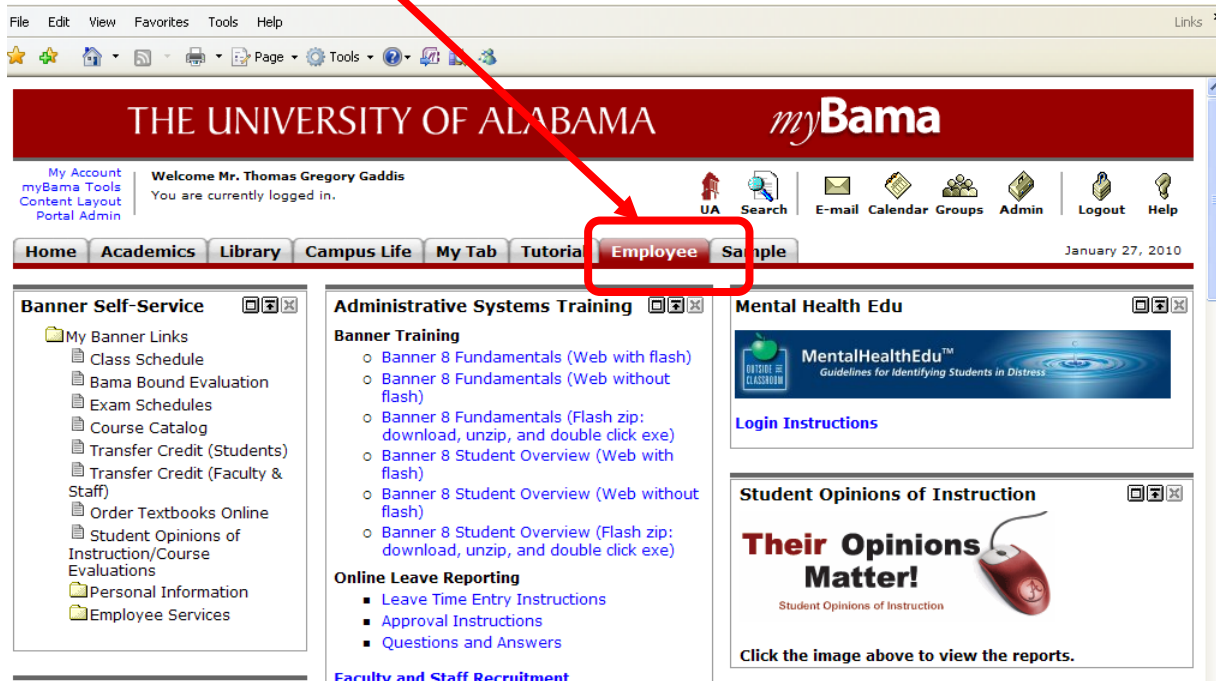 File Edit View Favorites Tools Help Links
Page Tools
THE UNIVERSITY OF ALABAMA myBama
My Account
myBama Tools
Content Layout
Portal Admin
Welcome Mr. Thomas Gregory Gaddis
You are currently logged in.
UA Search E-mail Calendar Groups Admin Logout Help
Home Academics Library Campus Life My Tab Tutorial Employee Sample January 27, 2010
Banner Self-Service
My Banner Links
Class Schedule
Bama Bound Evaluation
Exam Schedules
Course Catalog
Transfer Credit (Students)
Transfer Credit (Faculty &
Staff)
Order Textbooks Online
Student Opinions of
Instruction/Course
Evaluations
Personal Information
Employee Services
Administrative Systems Training
Banner Training
Banner 8 Fundamentals (Web with flash)
Banner 8 Fundamentals (Web without
flash)
Banner 8 Fundamentals (Flash zip:
download, unzip, and double click exe)
Banner 8 Student Overview (Web with
flash)
Banner 8 Student Overview (Web without
flash)
Banner 8 Student Overview (Flash zip:
download, unzip, and double click exe)
Online Leave Reporting
Leave Time Entry Instructions
Approval Instructions
Questions and Answers
Faculty and Staff Recruitment
Mental Health Edu
OUTSIDE THE
CLASSROOM
MentalHealthEdu™
Guidelines for Identifying Students in Distress
Login Instructions
Student Opinions of Instruction
Their Opinions
Matter!
Student Opinions of Instruction
Click the image above to view the reports.